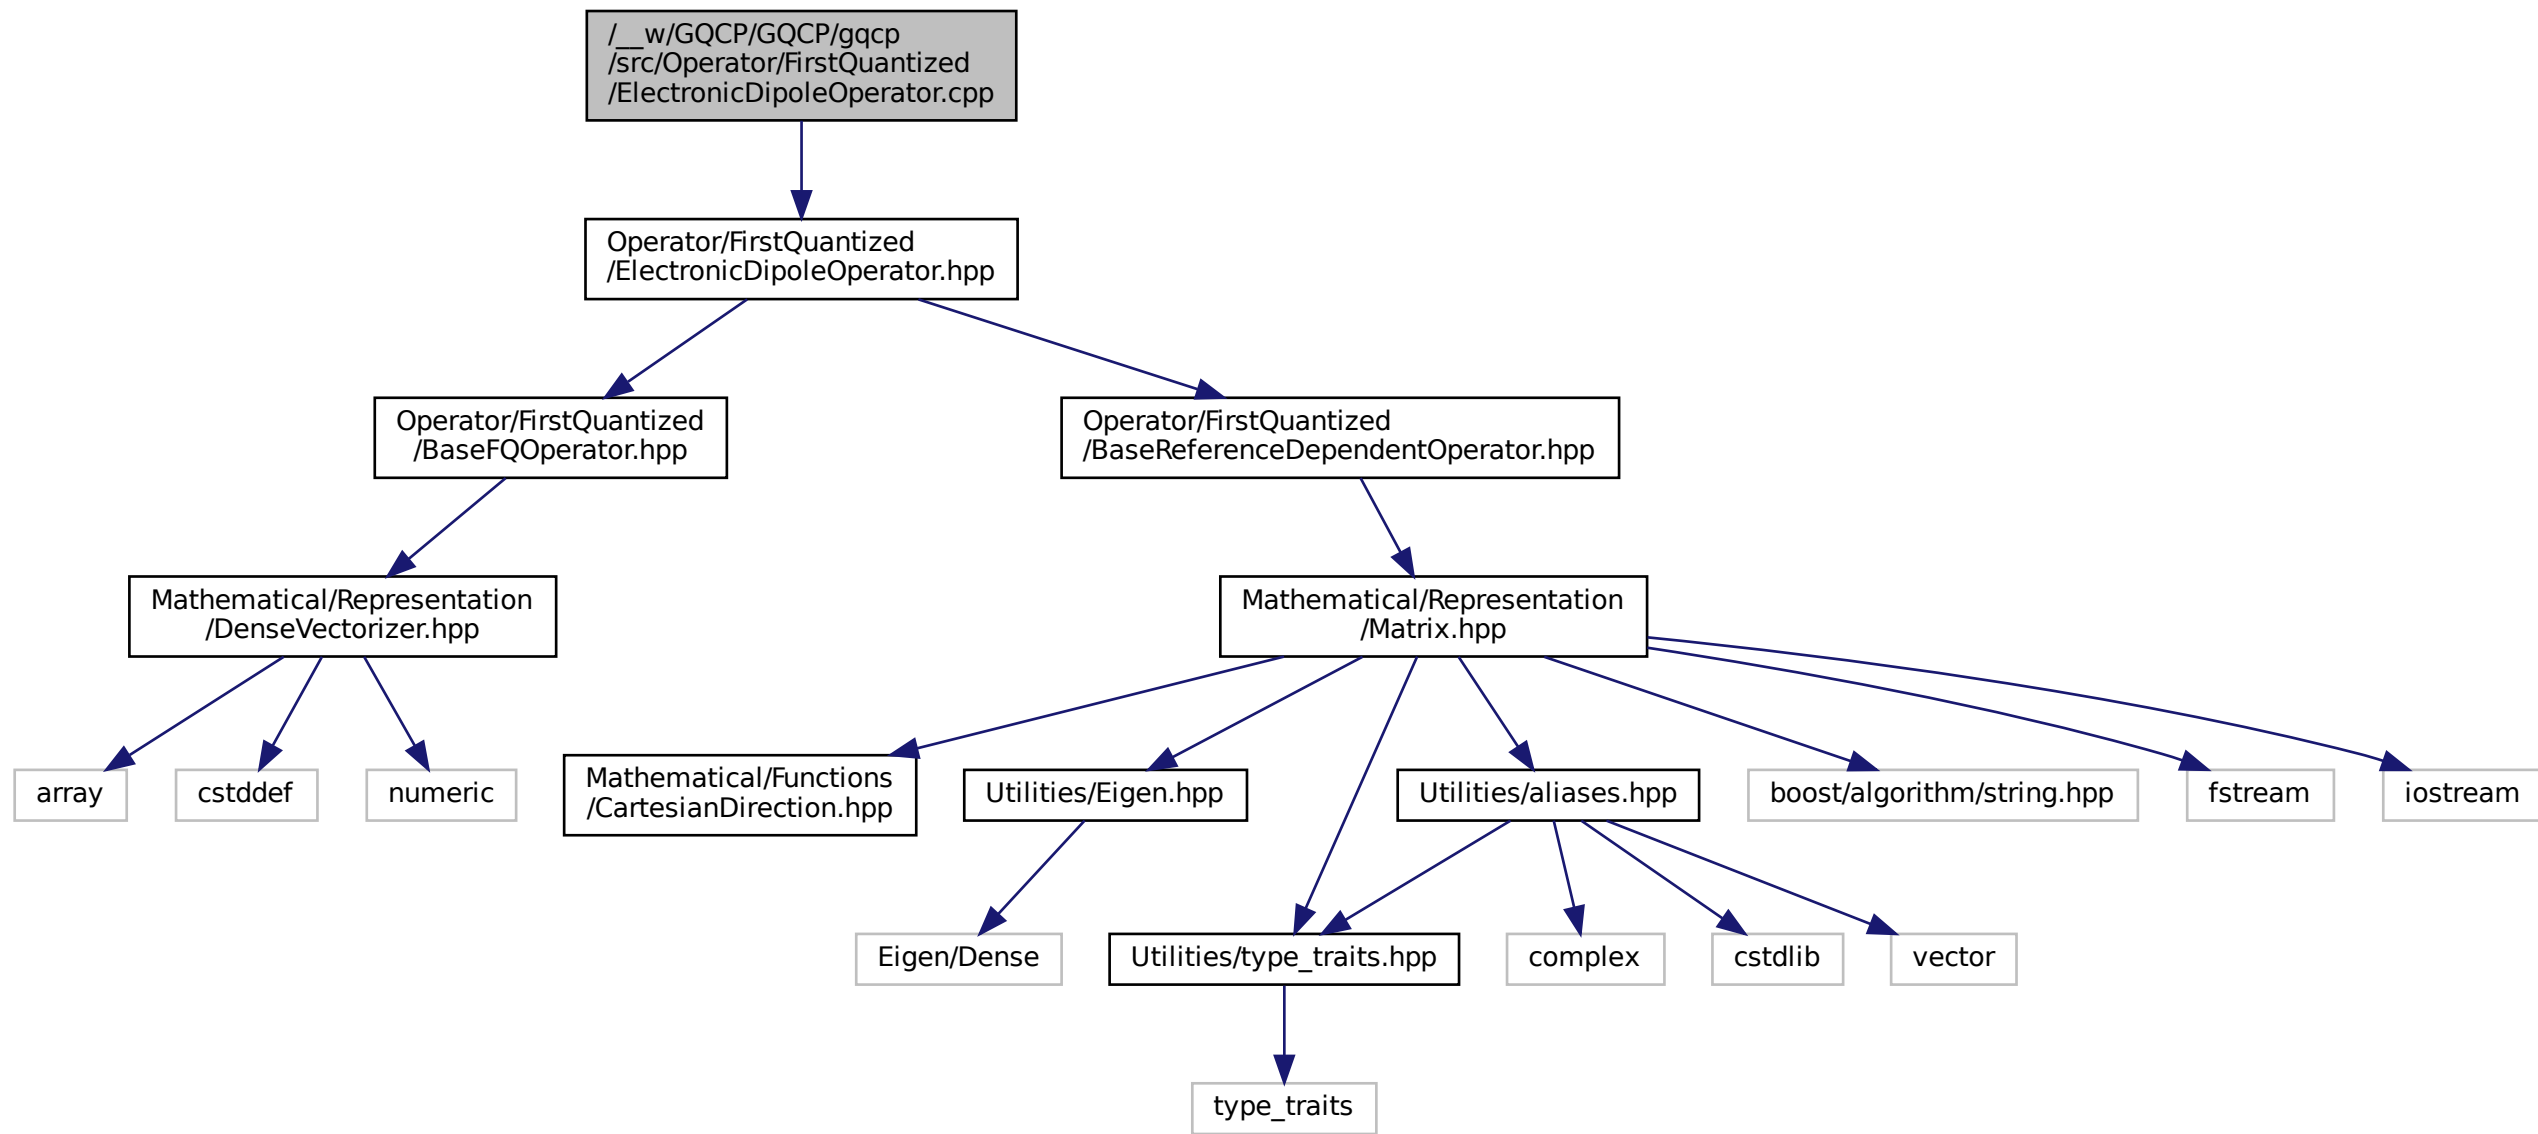 /__w/GQCP/GQCP/gqcp
/src/Operator/FirstQuantized
/ElectronicDipoleOperator.cpp
Operator/FirstQuantized
/ElectronicDipoleOperator.hpp
Operator/FirstQuantized
/BaseFQOperator.hpp
Operator/FirstQuantized
/BaseReferenceDependentOperator.hpp
Mathematical/Representation
/DenseVectorizer.hpp
Mathematical/Representation
/Matrix.hpp
array
cstddef
numeric
Mathematical/Functions
/CartesianDirection.hpp
Utilities/Eigen.hpp
Utilities/aliases.hpp
boost/algorithm/string.hpp
fstream
iostream
Eigen/Dense
Utilities/type_traits.hpp
complex
cstdlib
vector
type_traits